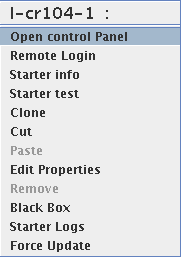 l-cr104-1 :
Open control Panel
Remote Login
Starter info
Starter test
Clone
Cut
Paste
Edit Properties
Remove
Black Box
Starter Logs
Force Update